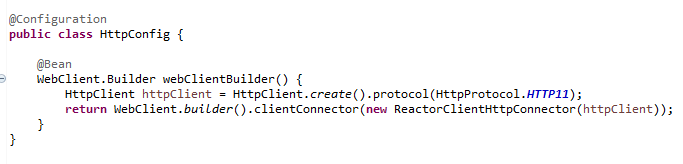 @Configuration
public class HttpConfig {
@Bean
WebClient.Builder webClientBuilder() {
HttpClient httpClient = HttpClient.create().protocol(HttpProtocol.HTTP11);
return WebClient.builder().clientConnector(new ReactorClientHttpConnector(httpClient));
}
}